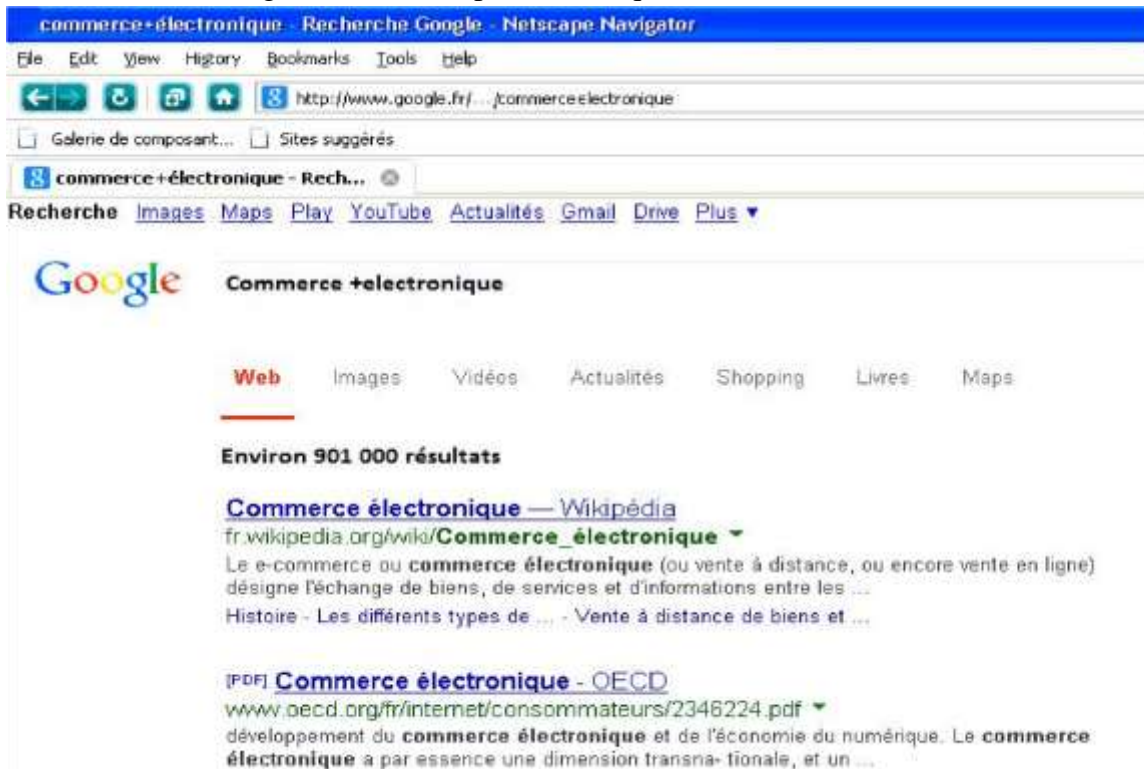 commerce+électronique - Recherche Google - Netscape Navigator
File Edit View History Bookmarks Tools Help
http://www.google.fr/... /commerceelectronique
Galerie de composant... Sites suggérés
commerce+électronique - Rech...
Recherche Images Maps Play YouTube Actualités Gmail Drive Plus ▼
Google Commerce +electronique
Web Images Vidéos Actualités Shopping Livres Maps
Environ 901 000 résultats
Commerce électronique — Wikipédia
fr.wikipedia.org/wiki/Commerce_électronique ▼
Le e-commerce ou commerce électronique (ou vente à distance, ou encore vente en ligne)
désigne l'échange de biens, de services et d'informations entre les ...
Histoire - Les différents types de ... - Vente à distance de biens et ...
[PDF] Commerce électronique - OECD
www.oecd.org/fr/internet/consommateurs/2346224.pdf ▼
développement du commerce électronique et de l'économie du numérique. Le commerce
électronique a par essence une dimension transna- tionale, et un ...